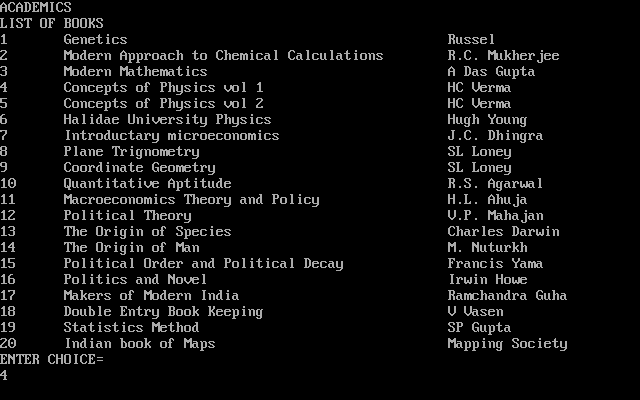 ACADEMICS
LIST OF BOOKS
1 Genetics Russel
2 Modern Approach to Chemical Calculations R.C. Mukherjee
3 Modern Mathematics A Das Gupta
4 Concepts of Physics vol 1 HC Verma
5 Concepts of Physics vol 2 HC Verma
6 Halidae University Physics Hugh Young
7 Introductary microeconomics J.C. Dhingra
8 Plane Trignometry SL Loney
9 Coordinate Geometry SL Loney
10 Quantitative Aptitude R.S. Agarwal
11 Macroeconomics Theory and Policy H.L. Ahuja
12 Political Theory V.P. Mahajan
13 The Origin of Species Charles Darwin
14 The Origin of Man M. Nuturkh
15 Political Order and Political Decay Francis Yama
16 Politics and Novel Irwin Howe
17 Makers of Modern India Ramchandra Guha
18 Double Entry Book Keeping V Vasen
19 Statistics Method SP Gupta
20 Indian book of Maps Mapping Society
ENTER CHOICE=
4